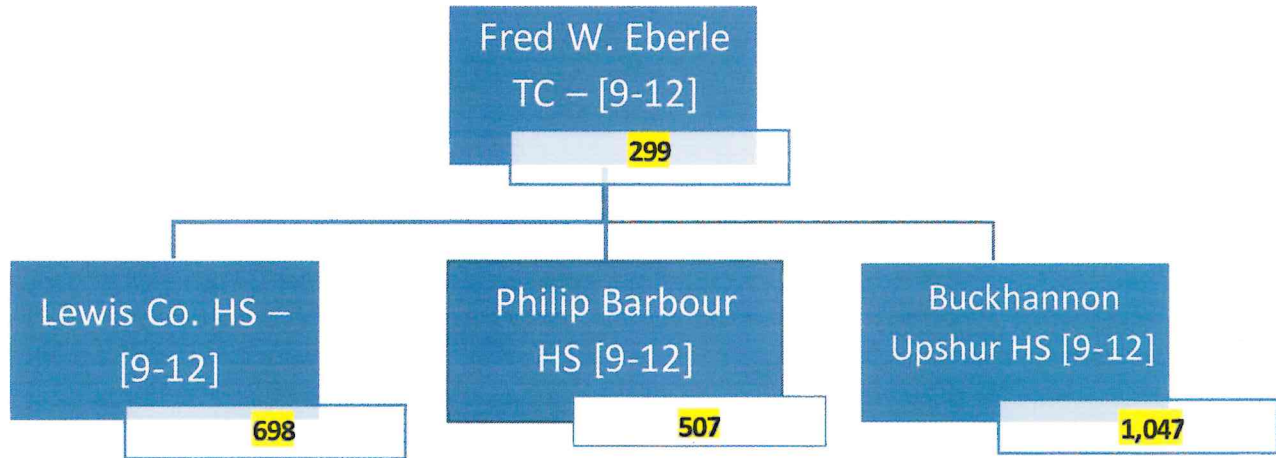 Fred W. Eberle
TC – [9-12]
299
Lewis Co. HS –
[9-12]
698
Philip Barbour
HS [9-12]
507
Buckhannon
Upshur HS [9-12]
1,047